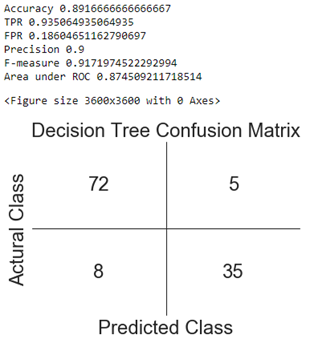 Accuracy 0.8916666666666667
TPR 0.935064935064935
FPR 0.18604651162790697
Precision 0.9
F-measure 0.9171974522292994
Area under ROC 0.874509211718514
<Figure size 3600x3600 with 0 Axes>
Decision Tree Confusion Matrix
Actural Class
72 5
8 35
Predicted Class